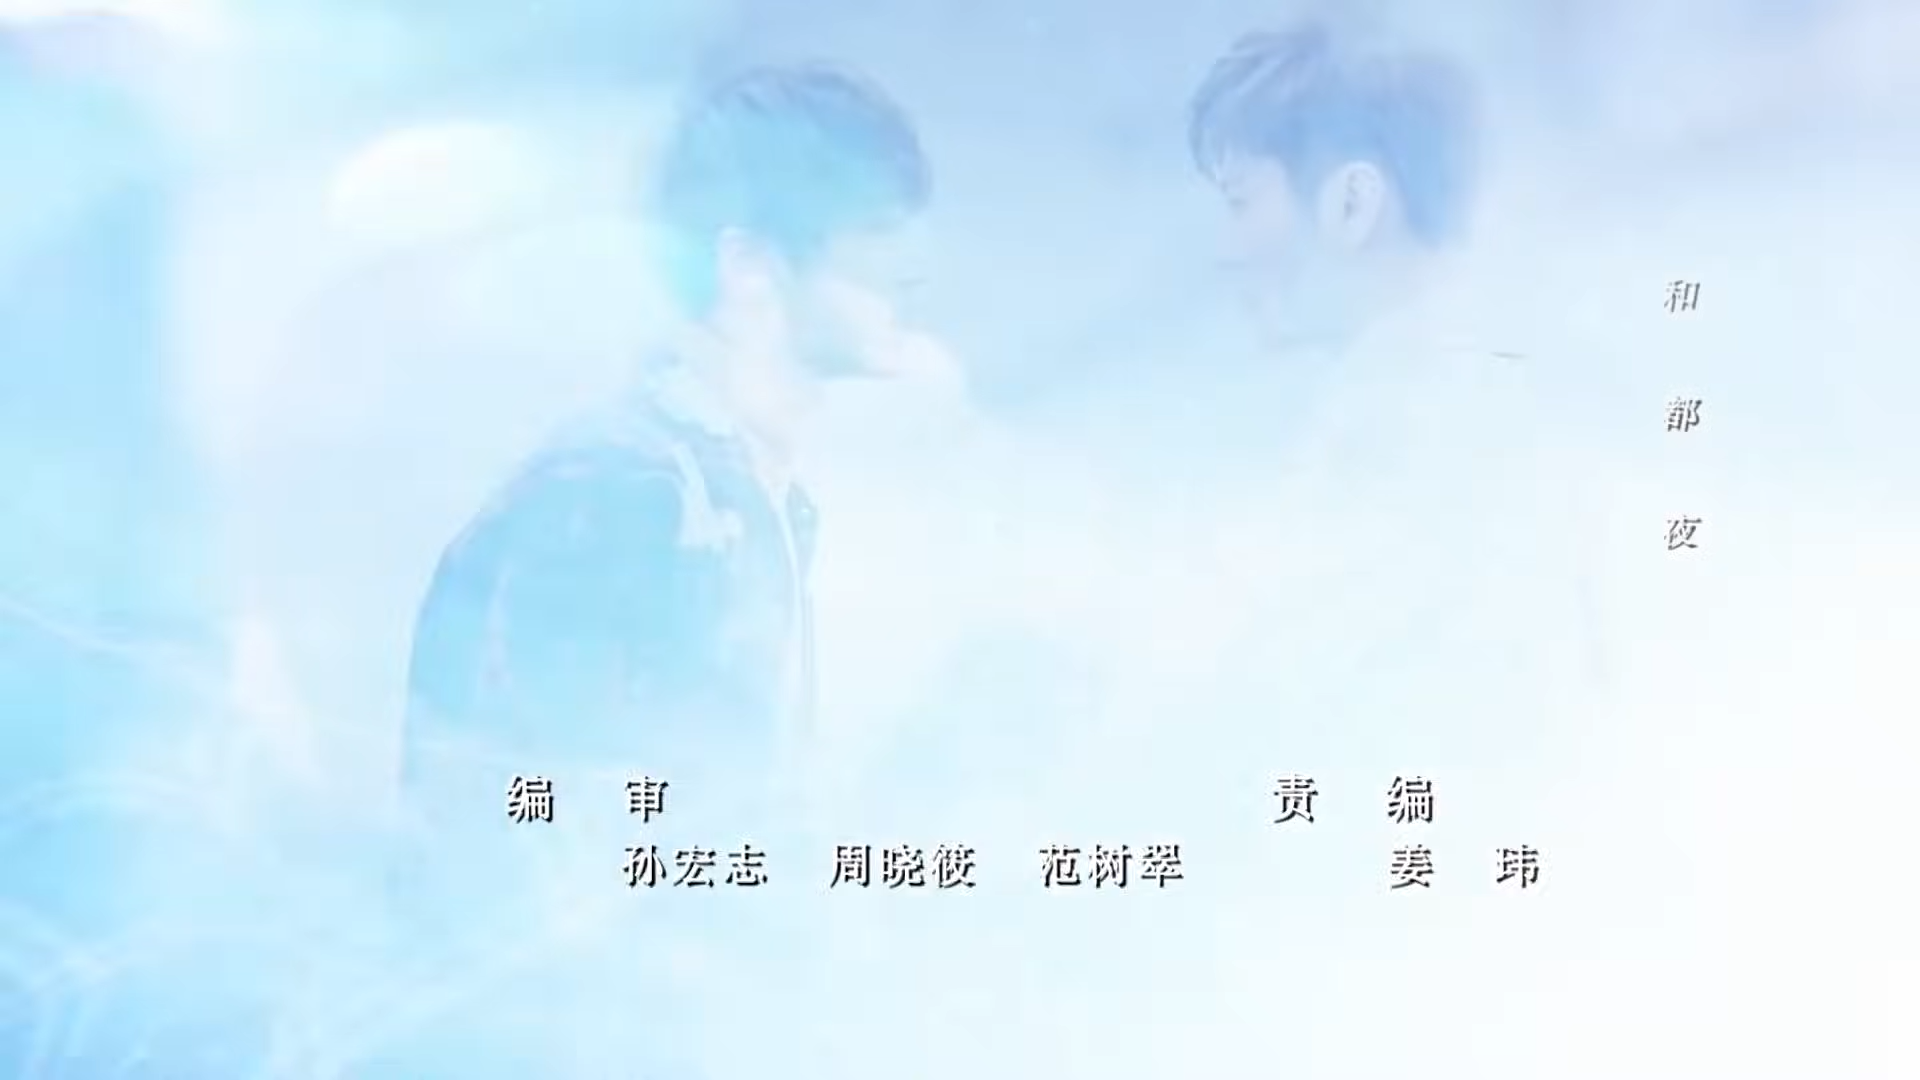 和都夜
编 审
孙宏志 周晓筱 范树翠
责 编
姜 玮